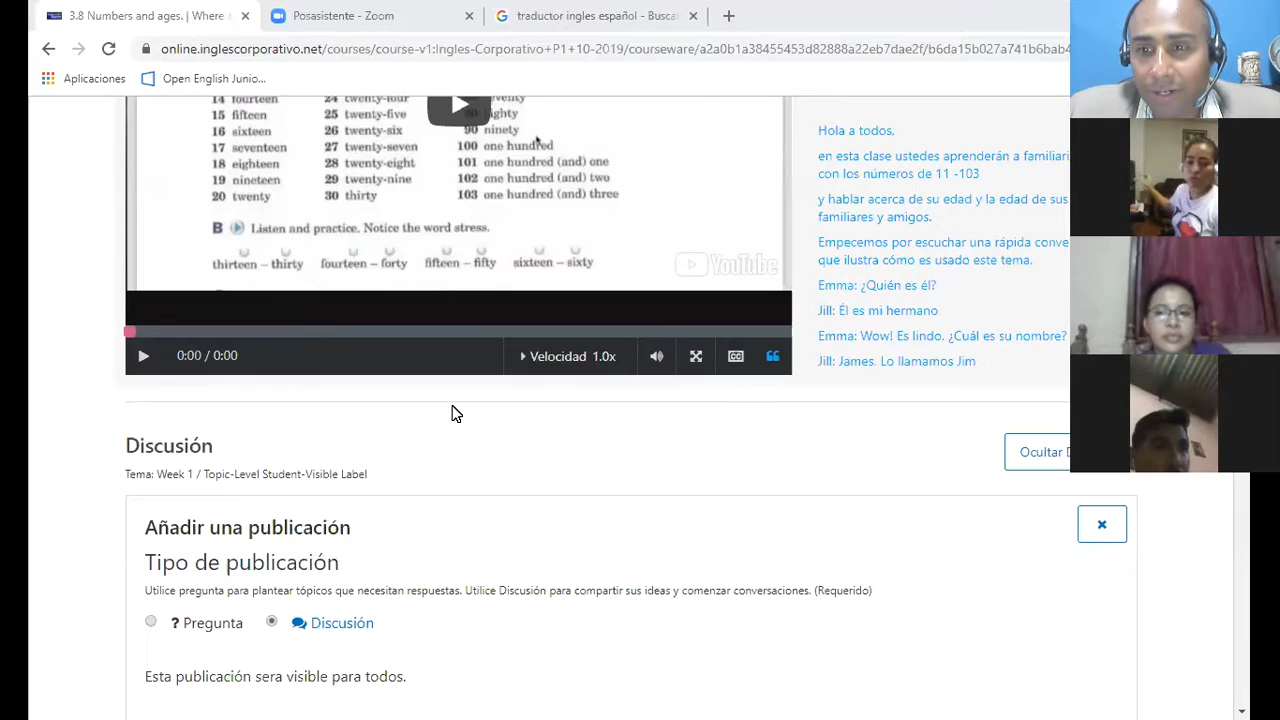 3.8 Numbers and ages. | Where a
Posasistente - Zoom
traductor ingles español - Buscar
online.inglescorporativo.net/courses/course-v1:Ingles-Corporativo+P1+10-2019/courseware/a2a0b1a38455453d82888a22eb7dae2f/b6da15b027a741b6bab4
Aplicaciones
Open English Junio...
14 fourteen 24 twenty-four seventy
15 fifteen 25 twenty-five eighty
16 sixteen 26 twenty-six 90 ninety
17 seventeen 27 twenty-seven 100 one hundred
18 eighteen 28 twenty-eight 101 one hundred (and) one
19 nineteen 29 twenty-nine 102 one hundred (and) two
20 twenty 30 thirty 103 one hundred (and) three
B Listen and practice. Notice the word stress.
thirteen – thirty fourteen – forty fifteen – fifty sixteen – sixty
YouTube
0:00 / 0:00
Velocidad 1.0x
Hola a todos,
en esta clase ustedes aprenderán a familiari
con los números de 11 -103
y hablar acerca de su edad y la edad de sus
familiares y amigos.
Empecemos por escuchar una rápida conve
que ilustra cómo es usado este tema.
Emma: ¿Quién es él?
Jill: Él es mi hermano
Emma: Wow! Es lindo. ¿Cuál es su nombre?
Jill: James. Lo llamamos Jim
Discusión
Ocultar D
Tema: Week 1 / Topic-Level Student-Visible Label
Añadir una publicación
Tipo de publicación
Utilice pregunta para plantear tópicos que necesitan respuestas. Utilice Discusión para compartir sus ideas y comenzar conversaciones. (Requerido)
? Pregunta
Discusión
Esta publicación sera visible para todos.